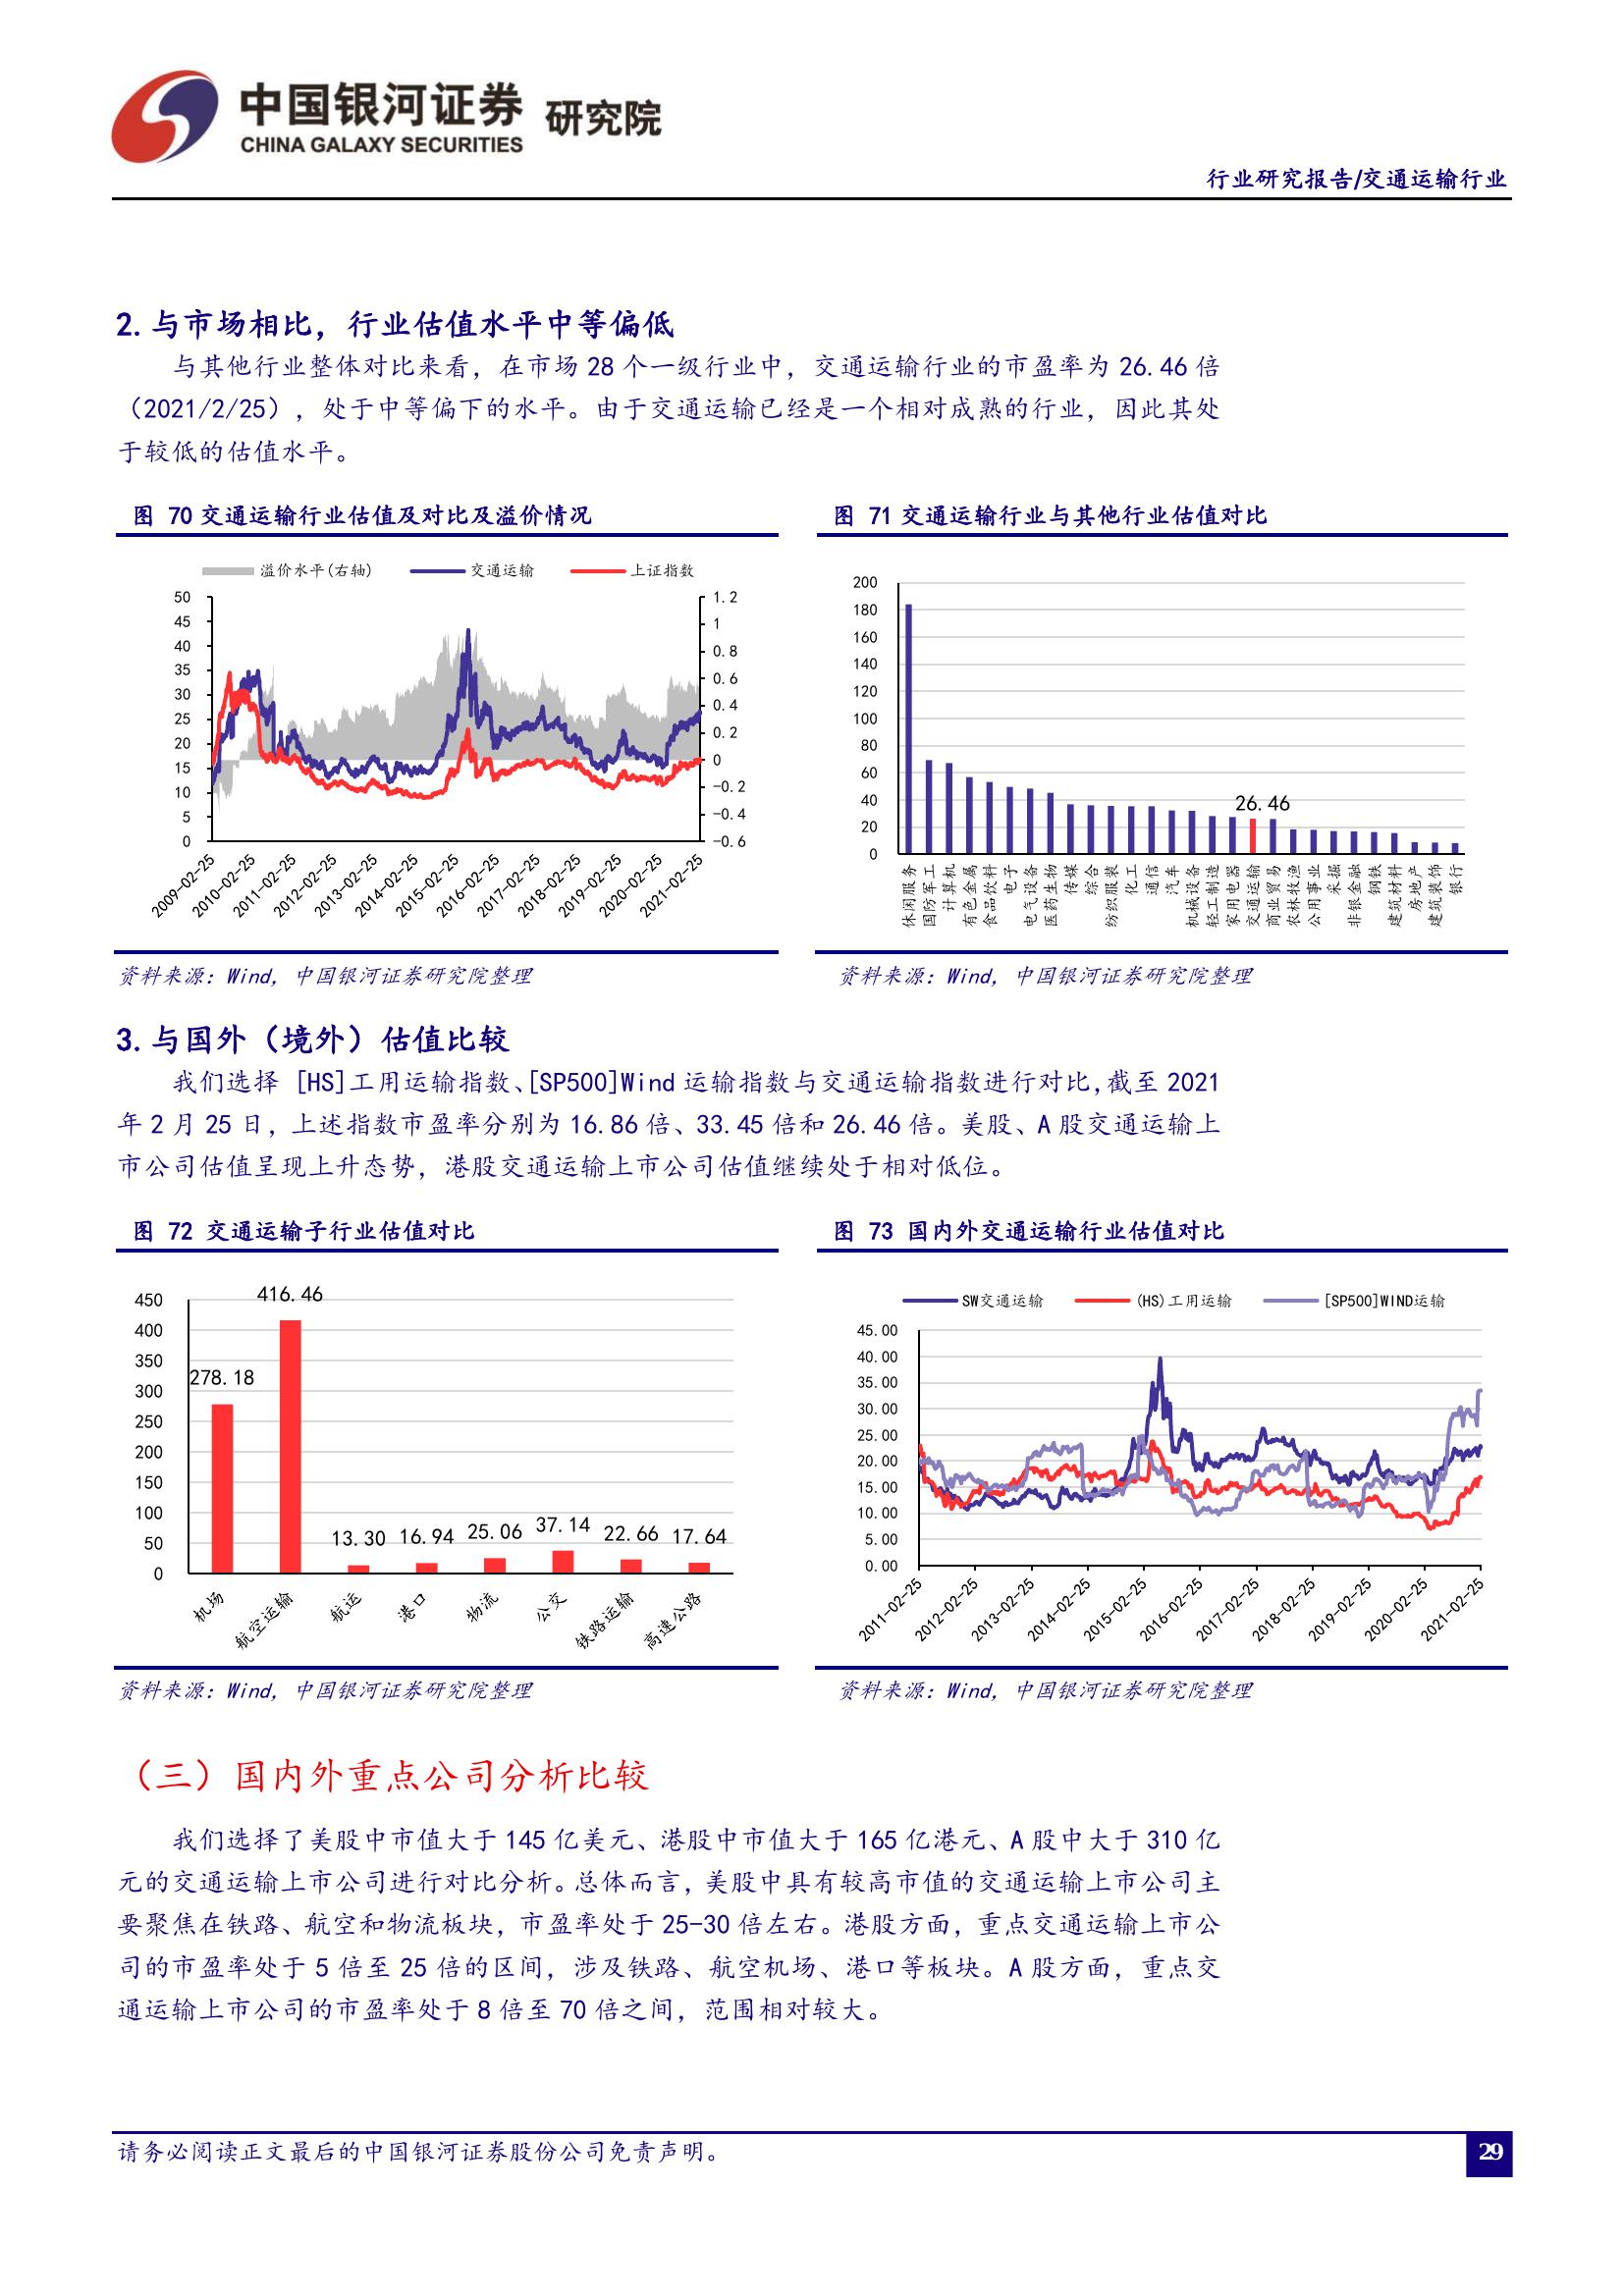 中国银河证券 研究院
CHINA GALAXY SECURITIES
行业研究报告/交通运输行业
2. 与市场相比，行业估值水平中等偏低
与其他行业整体对比来看，在市场 28 个一级行业中，交通运输行业的市盈率为 26.46 倍
（2021/2/25），处于中等偏下的水平。由于交通运输已经是一个相对成熟的行业，因此其处
于较低的估值水平。
图 70 交通运输行业估值及对比及溢价情况
溢价水平(右轴) 交通运输 上证指数
50
45
40
35
30
25
20
15
10
5
0
1.2
1
0.8
0.6
0.4
0.2
0
-0.2
-0.4
-0.6
2009-02-25
2010-02-25
2011-02-25
2012-02-25
2013-02-25
2014-02-25
2015-02-25
2016-02-25
2017-02-25
2018-02-25
2019-02-25
2020-02-25
2021-02-25
资料来源：Wind，中国银河证券研究院整理
图 71 交通运输行业与其他行业估值对比
200
180
160
140
120
100
80
60
40
20
0
26.46
休闲服务
国防军工
计算机
有色金属
食品饮料
电子
电气设备
医药生物
传媒
综合
纺织服装
化工
通信
汽车
机械设备
轻工制造
家用电器
交通运输
商业贸易
农林牧渔
公用事业
采掘
非银金融
钢铁
建筑材料
房地产
建筑装饰
银行
资料来源：Wind，中国银河证券研究院整理
3. 与国外（境外）估值比较
我们选择 [HS]工用运输指数、[SP500]Wind 运输指数与交通运输指数进行对比,截至 2021
年 2 月 25 日，上述指数市盈率分别为 16.86 倍、33.45 倍和 26.46 倍。美股、A 股交通运输上
市公司估值呈现上升态势，港股交通运输上市公司估值继续处于相对低位。
图 72 交通运输子行业估值对比
450
400
350
300
250
200
150
100
50
0
278.18
416.46
13.30
16.94
25.06
37.14
22.66
17.64
机场
航空运输
航运
港口
物流
公交
铁路运输
高速公路
资料来源：Wind，中国银河证券研究院整理
图 73 国内外交通运输行业估值对比
SW交通运输 (HS)工用运输 [SP500]WIND运输
45.00
40.00
35.00
30.00
25.00
20.00
15.00
10.00
5.00
0.00
2011-02-25
2012-02-25
2013-02-25
2014-02-25
2015-02-25
2016-02-25
2017-02-25
2018-02-25
2019-02-25
2020-02-25
2021-02-25
资料来源：Wind，中国银河证券研究院整理
（三）国内外重点公司分析比较
我们选择了美股中市值大于 145 亿美元、港股中市值大于 165 亿港元、A 股中大于 310 亿
元的交通运输上市公司进行对比分析。总体而言，美股中具有较高市值的交通运输上市公司主
要聚焦在铁路、航空和物流板块，市盈率处于 25-30 倍左右。港股方面，重点交通运输上市公
司的市盈率处于 5 倍至 25 倍的区间，涉及铁路、航空机场、港口等板块。A 股方面，重点交
通运输上市公司的市盈率处于 8 倍至 70 倍之间，范围相对较大。
请务必阅读正文最后的中国银河证券股份公司免责声明。
29